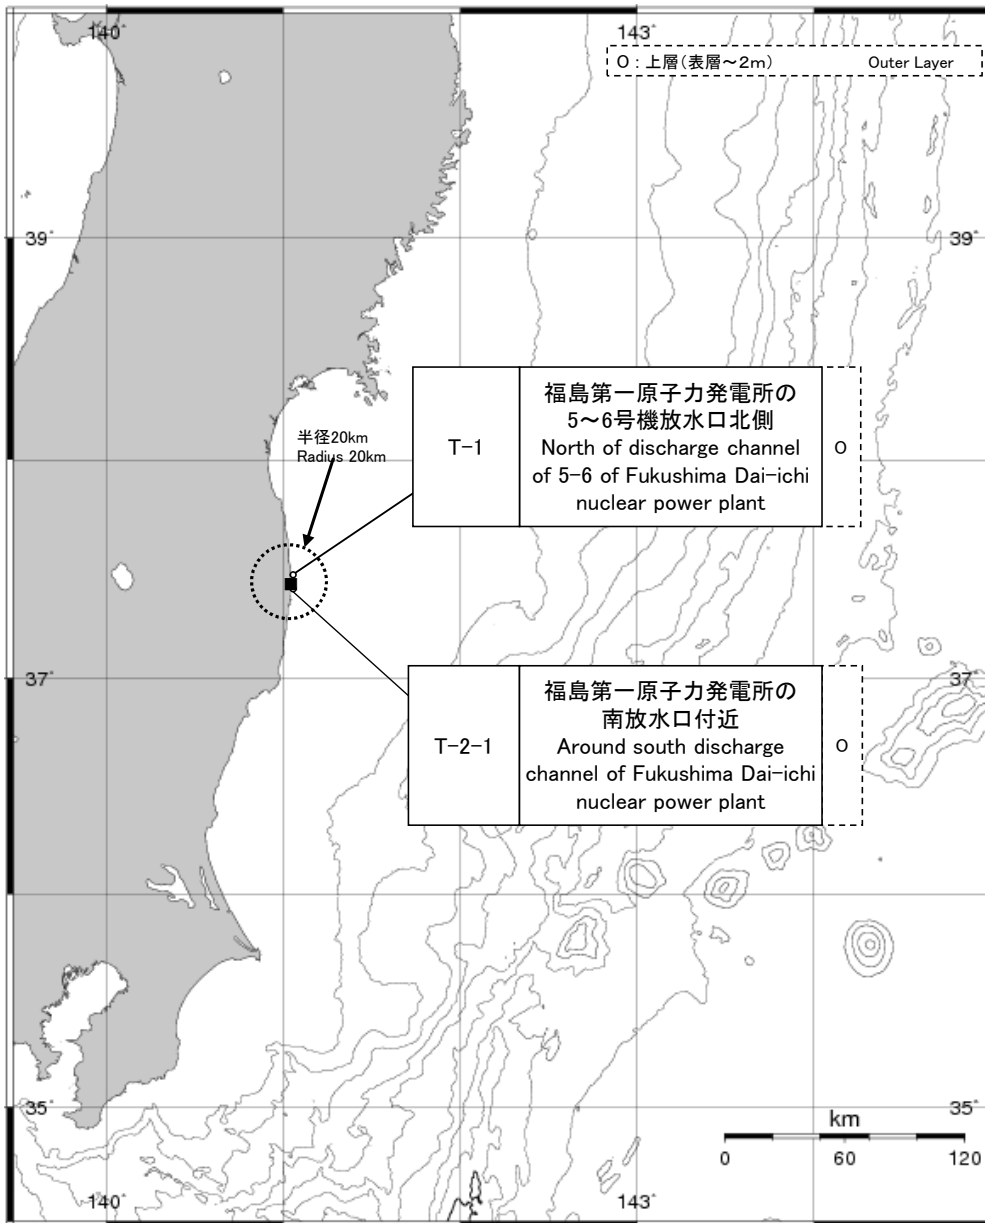 140°
143°
O : 上層(表層～2m) Outer Layer
39°
39°
半径20km
Radius 20km
T-1
福島第一原子力発電所の
5～6号機放水口北側
North of discharge channel
of 5-6 of Fukushima Dai-ichi
nuclear power plant
O
37°
37°
T-2-1
福島第一原子力発電所の
南放水口付近
Around south discharge
channel of Fukushima Dai-ichi
nuclear power plant
O
35°
35°
km
0 60 120
140°
143°